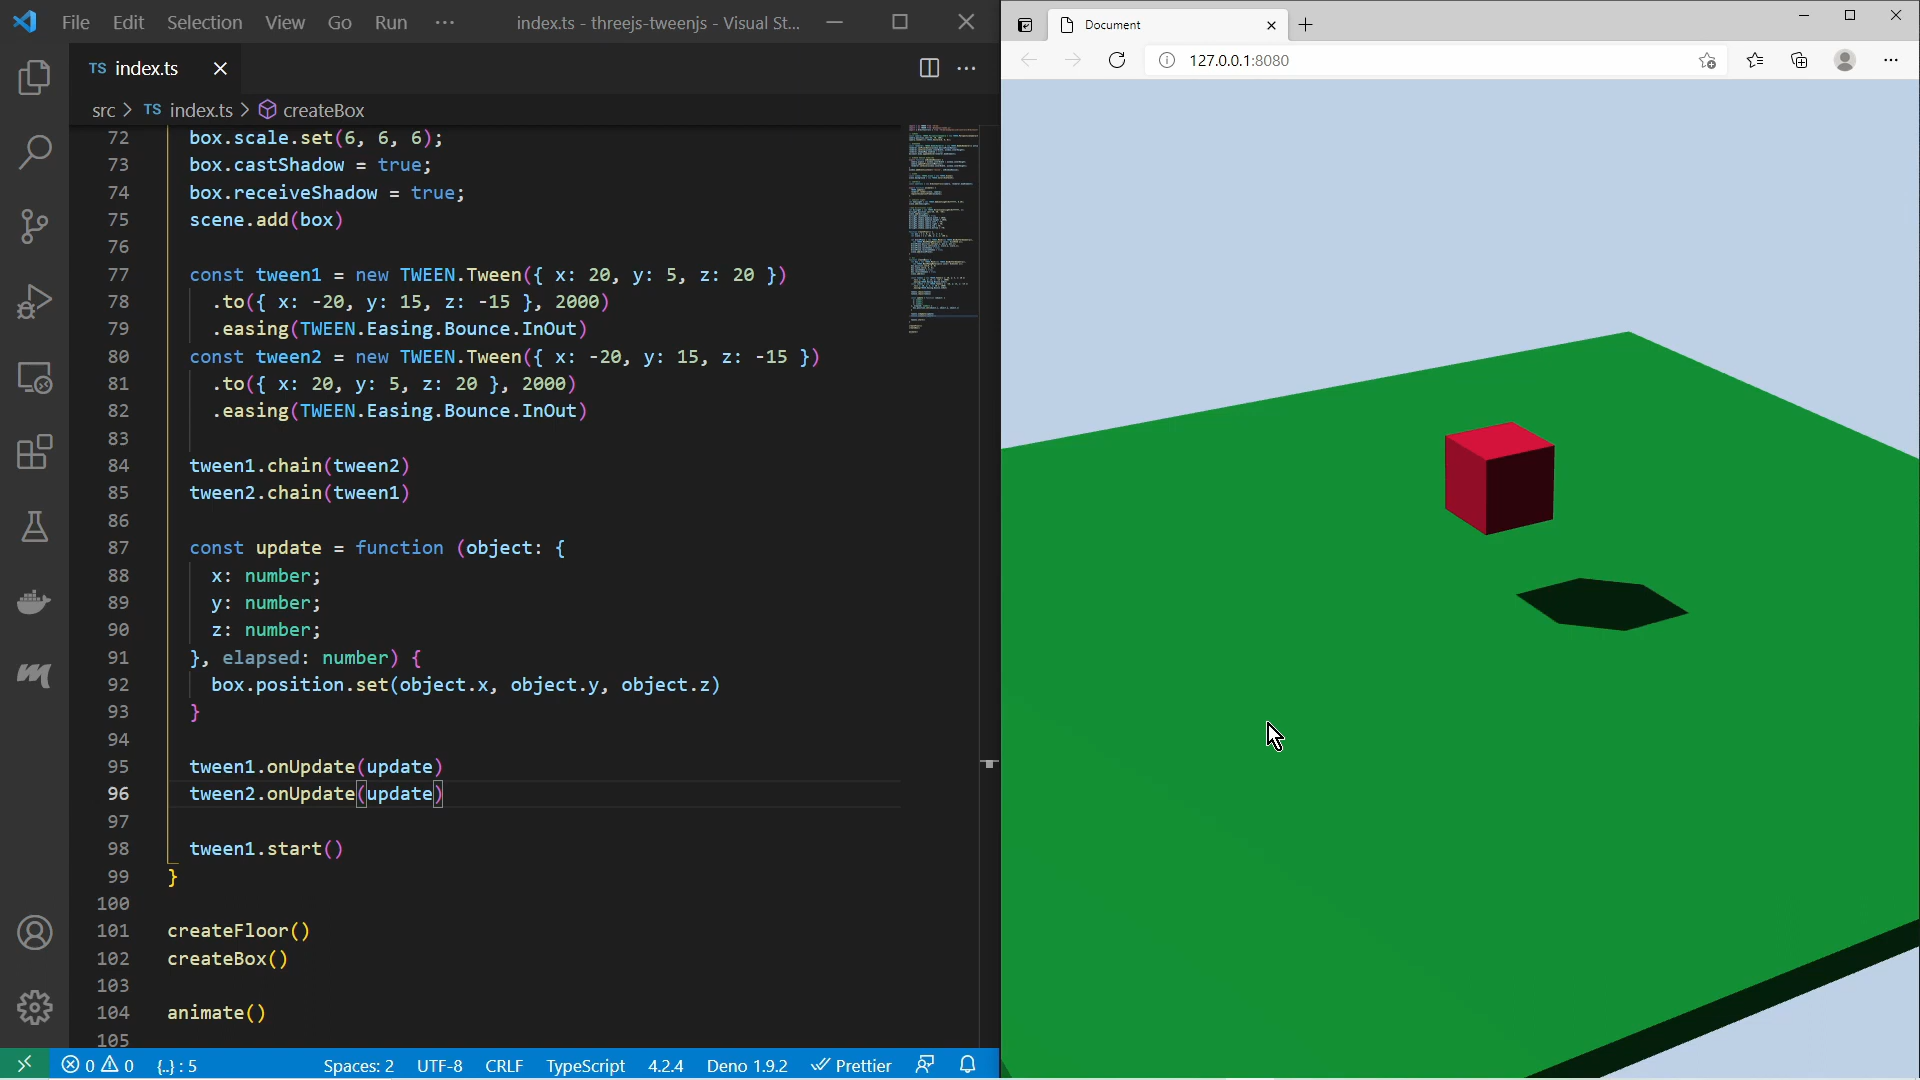 File Edit Selection View Go Run ··· index.ts - threejs-tweenjs - Visual St...
TS index.ts
src > TS index.ts > createBox
72 box.scale.set(6, 6, 6);
73 box.castShadow = true;
74 box.receiveShadow = true;
75 scene.add(box)
76
77 const tween1 = new TWEEN.Tween({ x: 20, y: 5, z: 20 })
78 .to({ x: -20, y: 15, z: -15 }, 2000)
79 .easing(TWEEN.Easing.Bounce.InOut)
80 const tween2 = new TWEEN.Tween({ x: -20, y: 15, z: -15 })
81 .to({ x: 20, y: 5, z: 20 }, 2000)
82 .easing(TWEEN.Easing.Bounce.InOut)
83
84 tween1.chain(tween2)
85 tween2.chain(tween1)
86
87 const update = function (object: {
88 x: number;
89 y: number;
90 z: number;
91 }, elapsed: number) {
92 box.position.set(object.x, object.y, object.z)
93 }
94
95 tween1.onUpdate(update)
96 tween2.onUpdate(update)
97
98 tween1.start()
99 }
100
101 createFloor()
102 createBox()
103
104 animate()
105
0 0 {..} : 5 Spaces: 2 UTF-8 CRLF TypeScript 4.2.4 Deno 1.9.2 Prettier
Document
127.0.0.1:8080